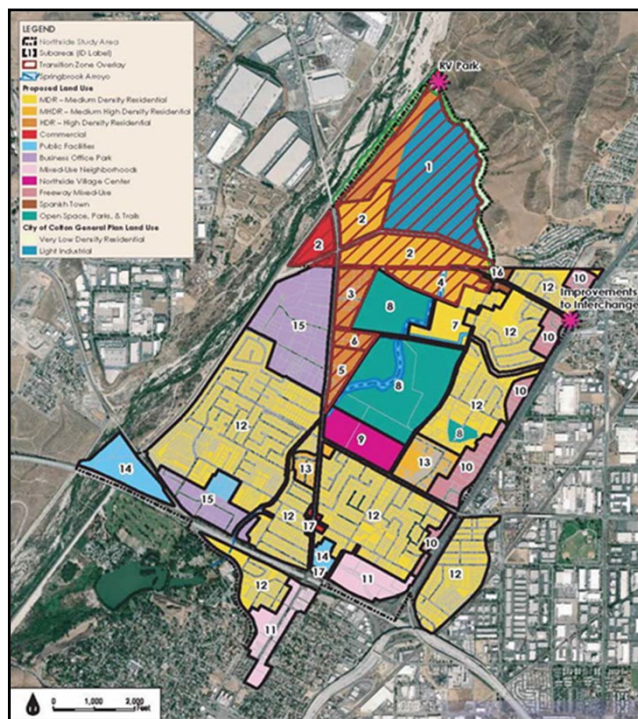 LEGEND
Northside Study Area
Subareas (ID Label)
Transition Zone Overlay
Springbrook Arroyo
Proposed Land Use
MDR – Medium Density Residential
MHDR – Medium High Density Residential
HDR – High Density Residential
Commercial
Public Facilities
Business Office Park
Mixed-Use Neighborhoods
Northside Village Center
Freeway Mixed-Use
Spanish Town
Open Space, Parks, & Trails
City of Colton General Plan Land Use
Very Low Density Residential
Light Industrial
RV Park
1
2
2
2
16
12
10
3
8
4
Improvements
to Interchange
15
7
12
10
6
5
8
10
12
12
8
9
13
10
14
13
15
12
17
12
10
14
17
11
12
12
11
0 1,000 2,000
Feet